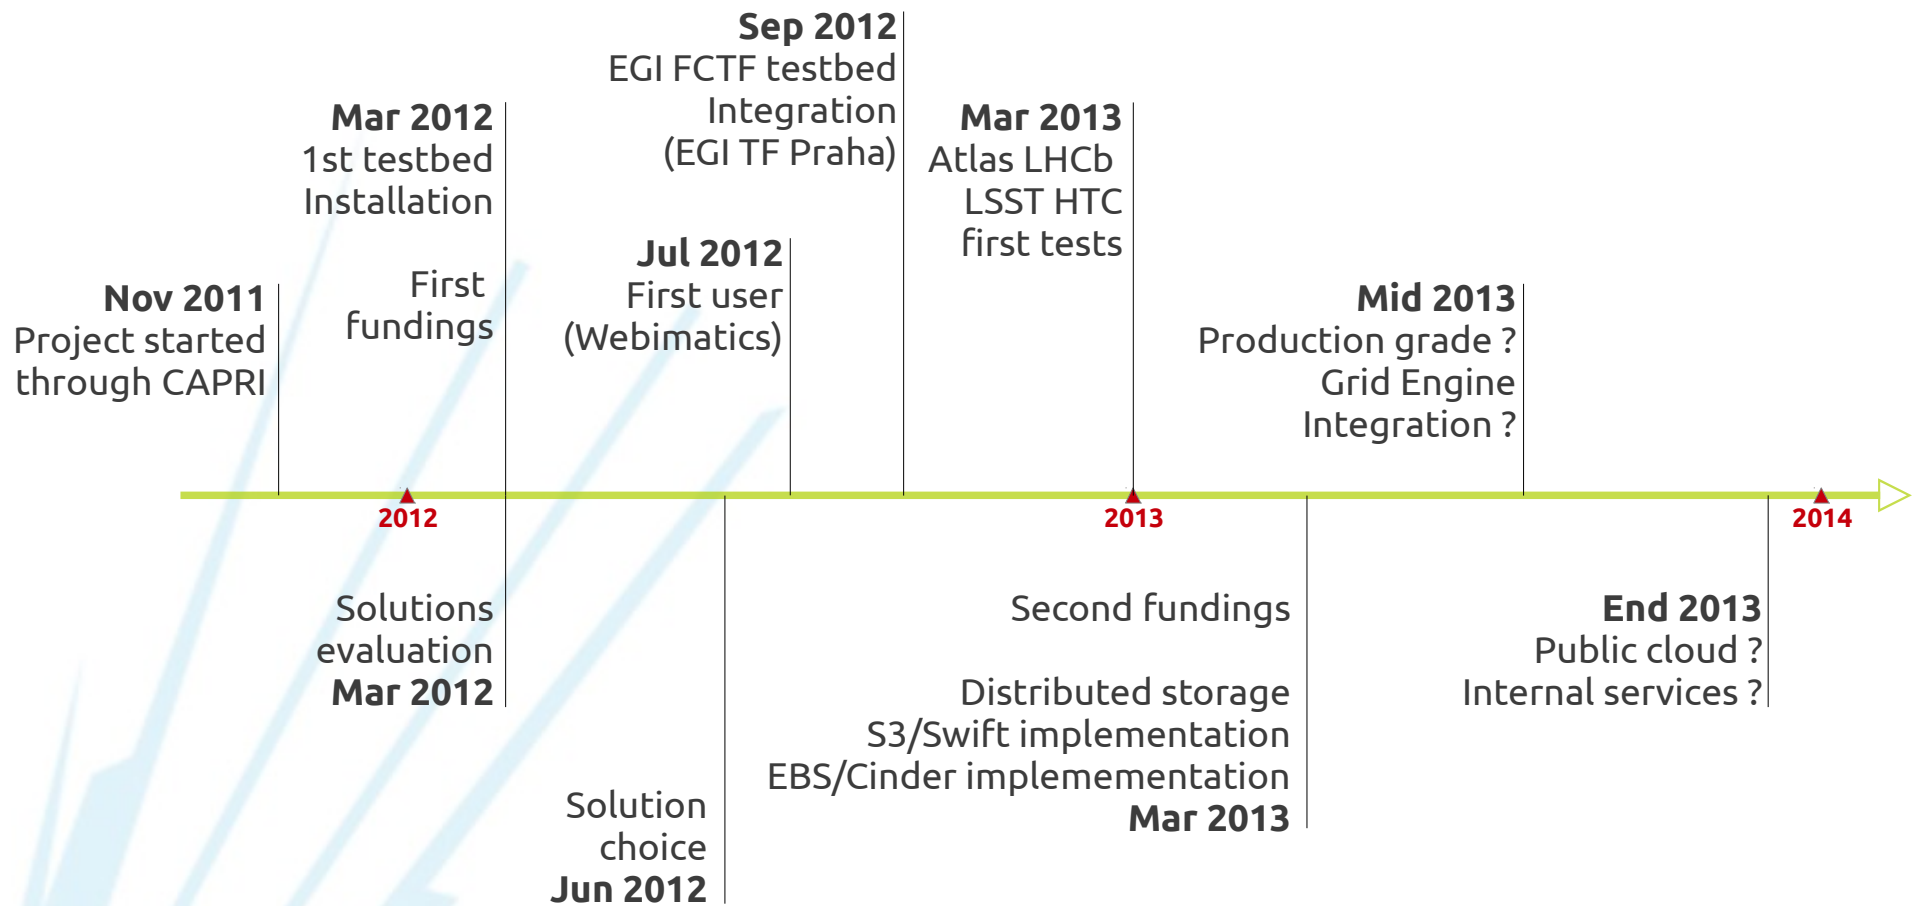 Nov 2011
Project started
through CAPRI
Mar 2012
1st testbed
Installation
First
fundings
Jul 2012
First user
(Webimatics)
Sep 2012
EGI FCTF testbed
Integration
(EGI TF Praha)
Mar 2013
Atlas LHCb
LSST HTC
first tests
Mid 2013
Production grade ?
Grid Engine
Integration ?
2012
2013
2014
Solutions
evaluation
Mar 2012
Solution
choice
Jun 2012
Second fundings
Distributed storage
S3/Swift implementation
EBS/Cinder implemementation
Mar 2013
End 2013
Public cloud ?
Internal services ?